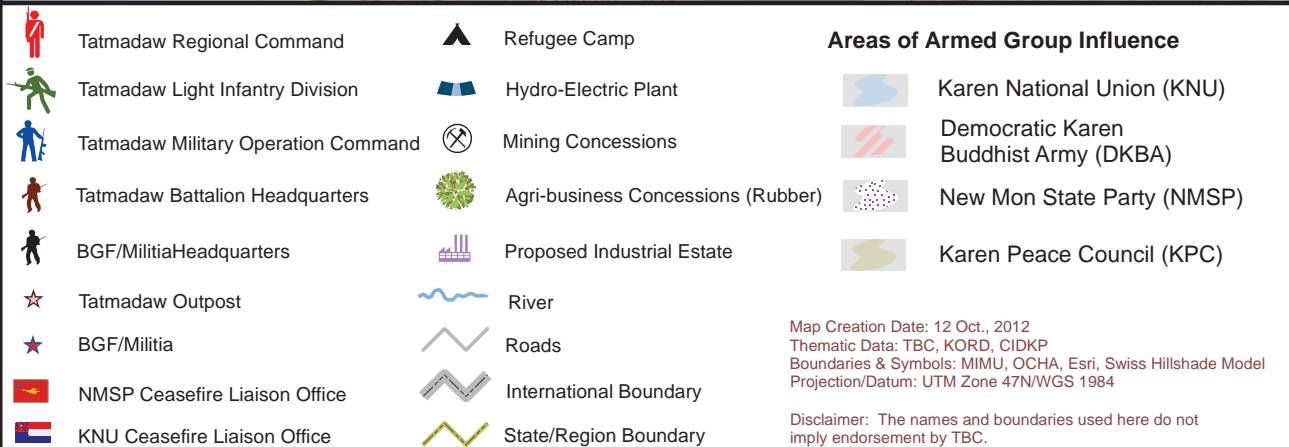 Tatmadaw Regional Command
Tatmadaw Light Infantry Division
Tatmadaw Military Operation Command
Tatmadaw Battalion Headquarters
BGF/MilitiaHeadquarters
Tatmadaw Outpost
BGF/Militia
NMSP Ceasefire Liaison Office
KNU Ceasefire Liaison Office
Refugee Camp
Hydro-Electric Plant
Mining Concessions
Agri-business Concessions (Rubber)
Proposed Industrial Estate
River
Roads
International Boundary
State/Region Boundary
Areas of Armed Group Influence
Karen National Union (KNU)
Democratic Karen
Buddhist Army (DKBA)
New Mon State Party (NMSP)
Karen Peace Council (KPC)
Map Creation Date: 12 Oct., 2012
Thematic Data: TBC, KORD, CIDKP
Boundaries & Symbols: MIMU, OCHA, Esri, Swiss Hillshade Model
Projection/Datum: UTM Zone 47N/WGS 1984
Disclaimer: The names and boundaries used here do not
imply endorsement by TBC.